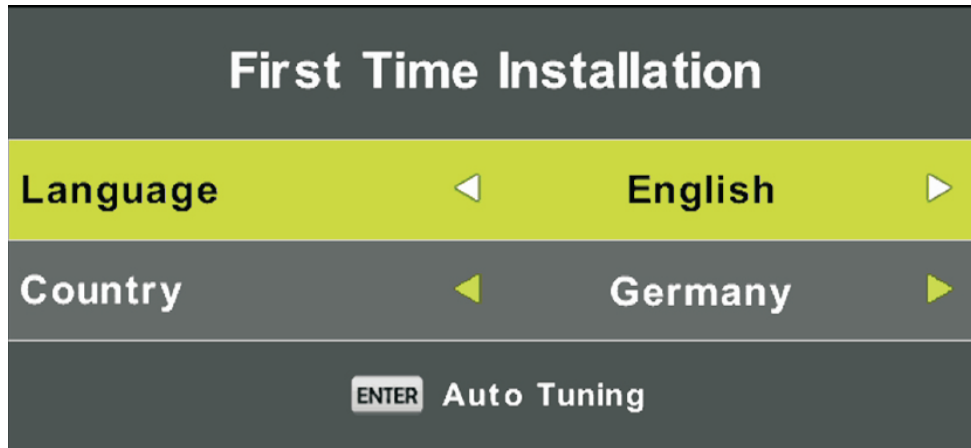 First Time Installation
Language English
Country Germany
ENTER Auto Tuning